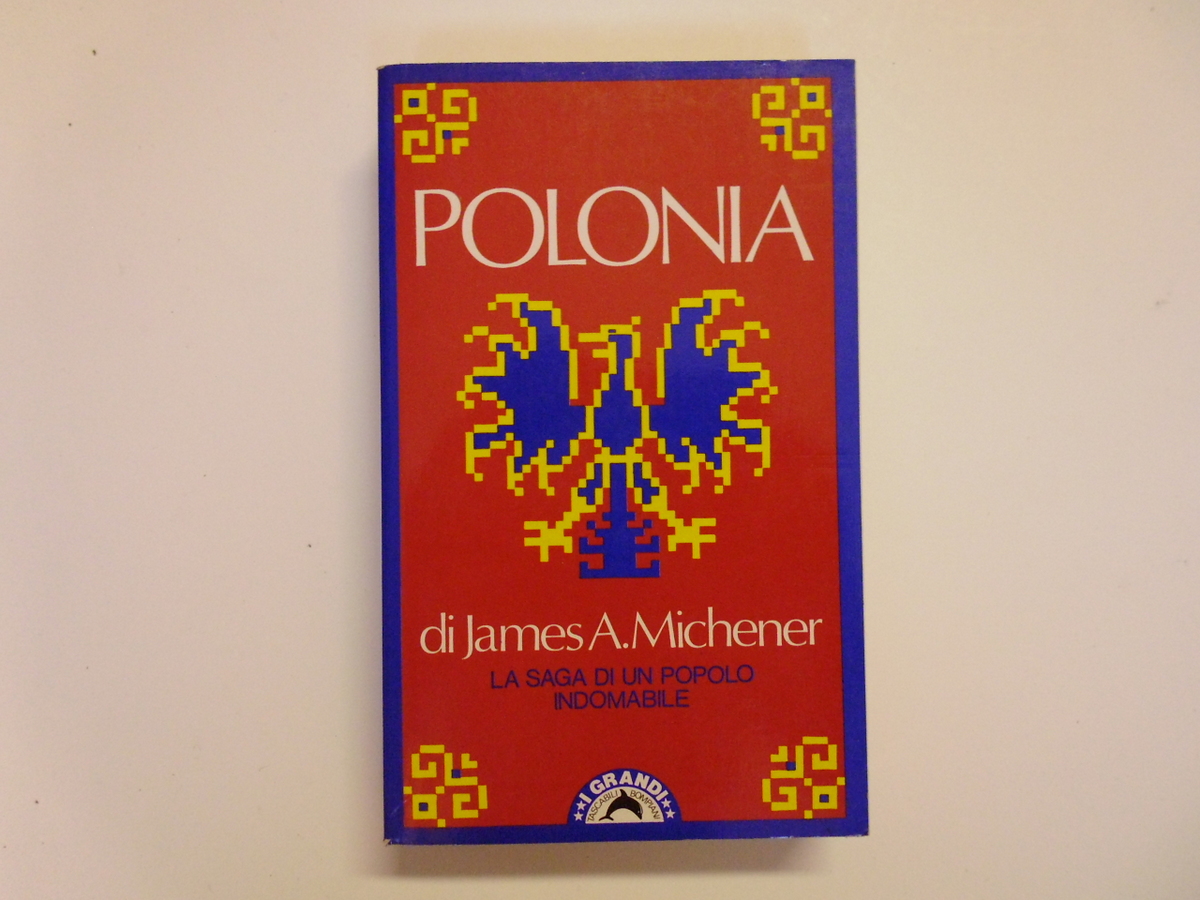 POLONIA
di James A. Michener
LA SAGA DI UN POPOLO
INDOMABILE
I GRANDI
TASCABILI BOMPIANI